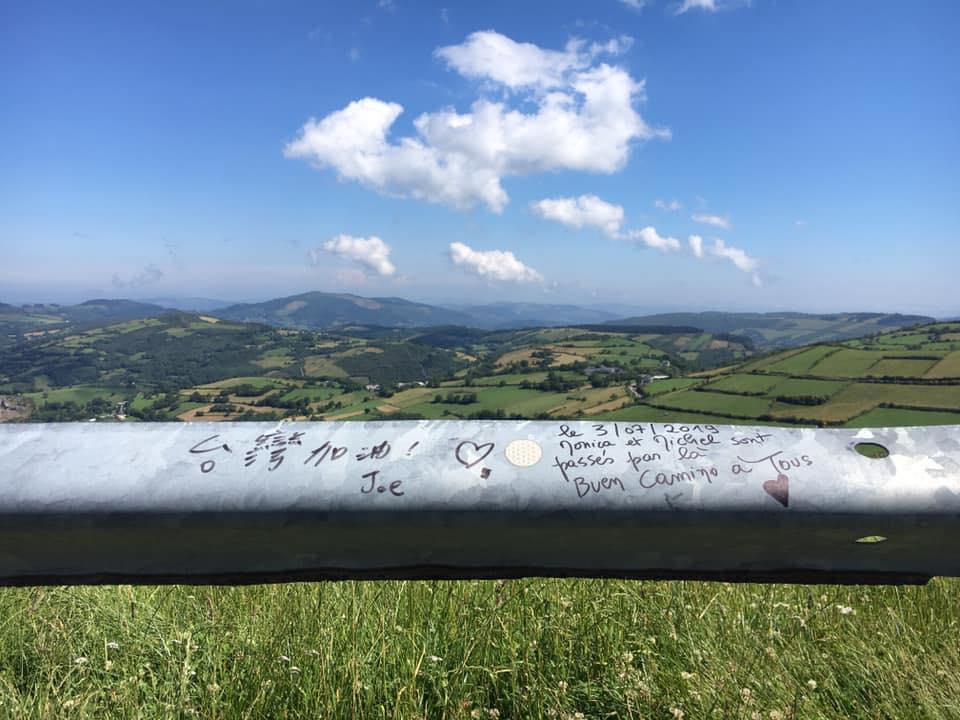 台灣加油！
Joe
le 3/07/2019
Monica et Michel sont
passés par là
Buen Camino a Tous